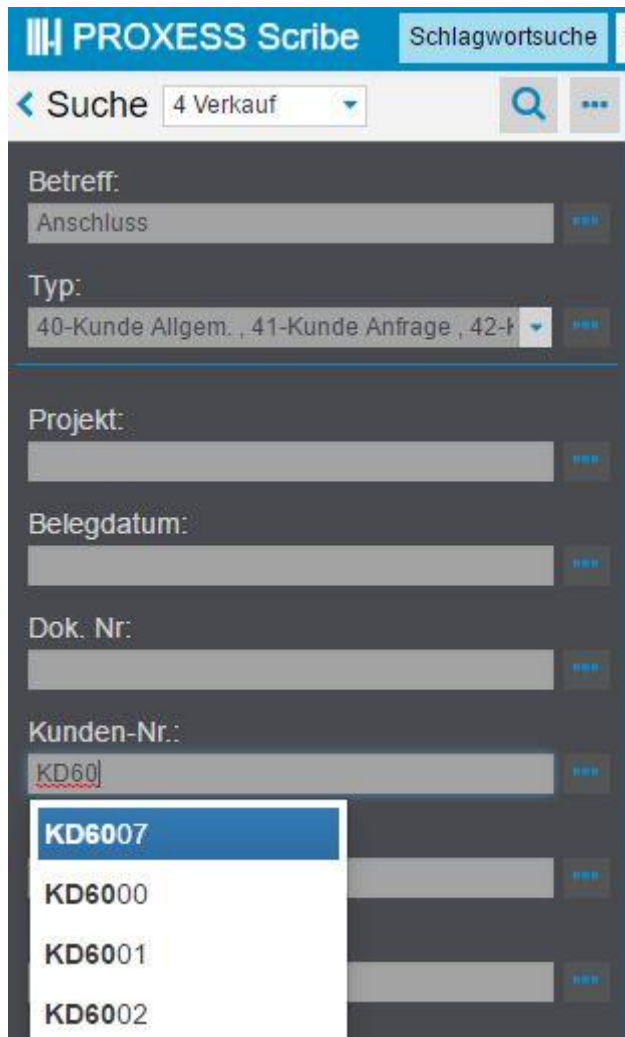 PROXESS Scribe Schlagwortsuche
Suche 4 Verkauf
Betreff:
Anschluss
Typ:
40-Kunde Allgem. , 41-Kunde Anfrage , 42-
Projekt:
Belegdatum:
Dok. Nr:
Kunden-Nr.:
KD60
KD6007
KD6000
KD6001
KD6002